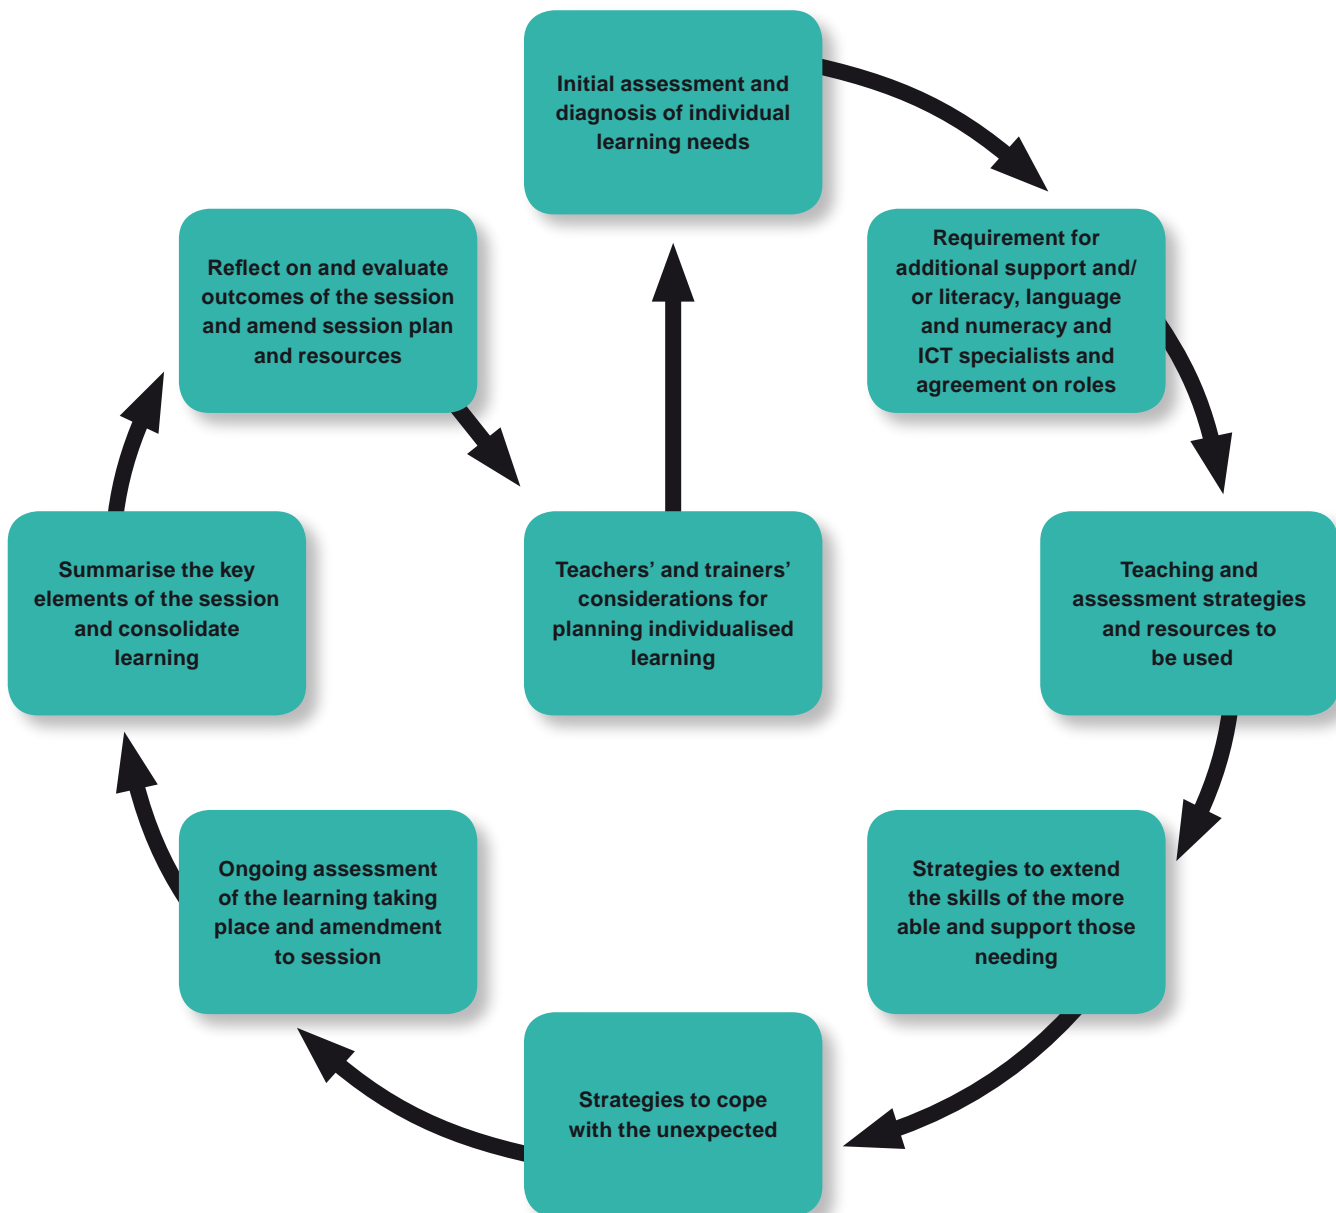 Initial assessment and
diagnosis of individual
learning needs
Requirement for
additional support and/
or literacy, language
and numeracy and
ICT specialists and
agreement on roles
Teaching and
assessment strategies
and resources to
be used
Strategies to extend
the skills of the more
able and support those
needing
Strategies to cope
with the unexpected
Ongoing assessment
of the learning taking
place and amendment
to session
Summarise the key
elements of the session
and consolidate
learning
Reflect on and evaluate
outcomes of the session
and amend session plan
and resources
Teachers’ and trainers’
considerations for
planning individualised
learning